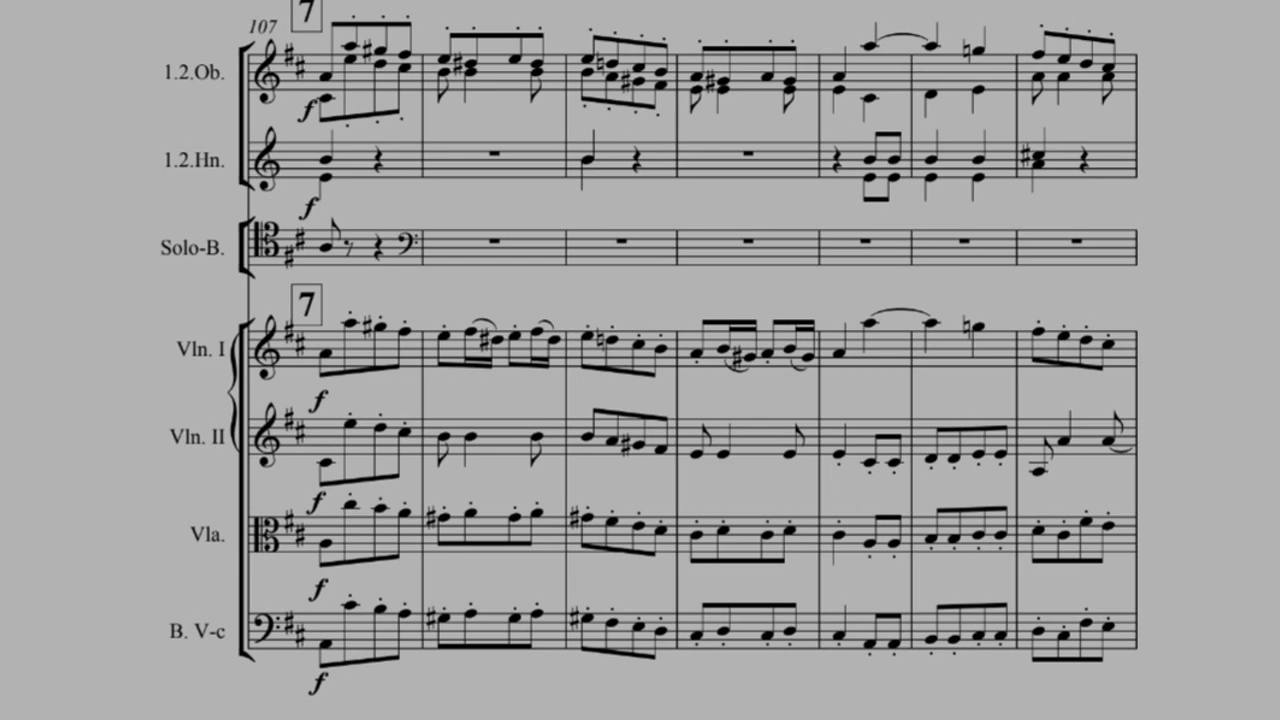 7
107
1.2.Ob.
f
1.2.Hn.
f
Solo-B.
7
Vln. I
f
Vln. II
f
Vla.
f
B. V-c
f